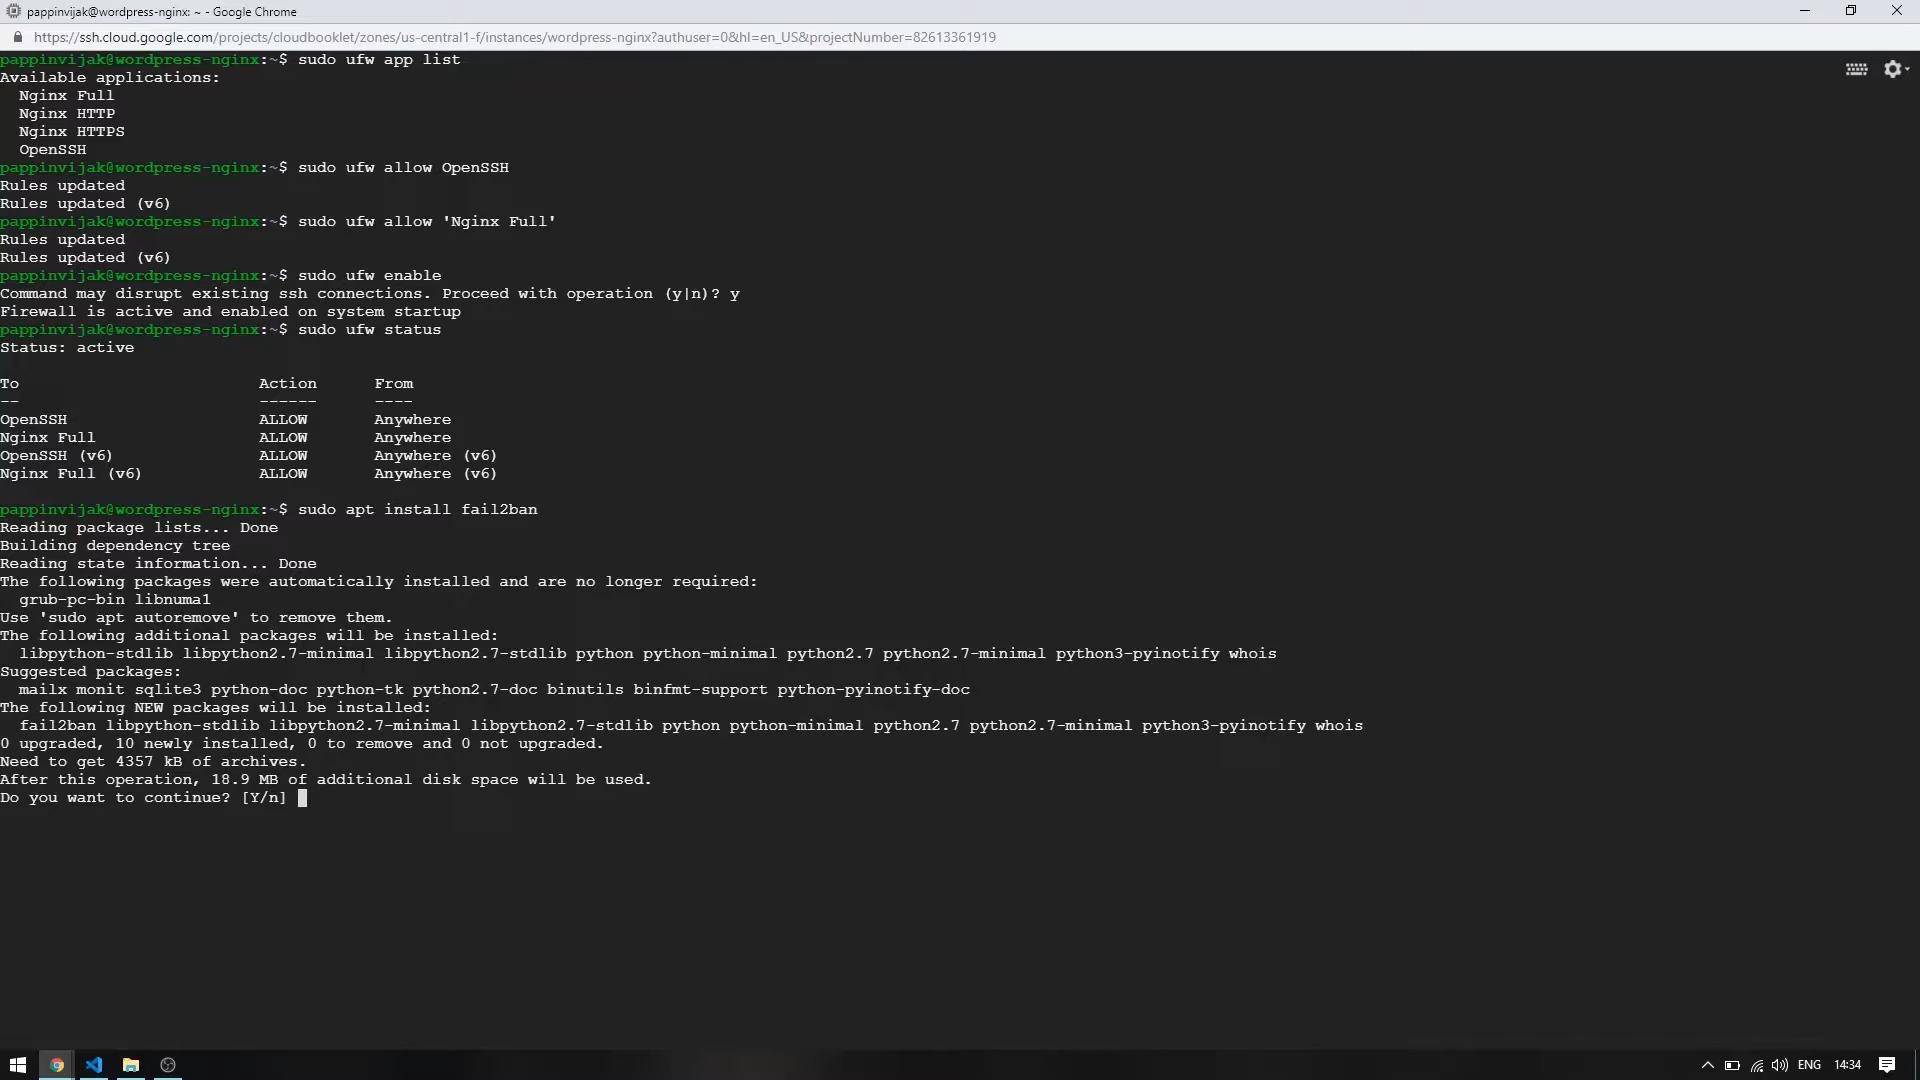 pappinvijak@wordpress-nginx: ~ - Google Chrome
https://ssh.cloud.google.com/projects/cloudbooklet/zones/us-central1-f/instances/wordpress-nginx?authuser=0&hl=en_US&projectNumber=82613361919
pappinvijak@wordpress-nginx:~$ sudo ufw app list
Available applications:
  Nginx Full
  Nginx HTTP
  Nginx HTTPS
  OpenSSH
pappinvijak@wordpress-nginx:~$ sudo ufw allow OpenSSH
Rules updated
Rules updated (v6)
pappinvijak@wordpress-nginx:~$ sudo ufw allow 'Nginx Full'
Rules updated
Rules updated (v6)
pappinvijak@wordpress-nginx:~$ sudo ufw enable
Command may disrupt existing ssh connections. Proceed with operation (y|n)? y
Firewall is active and enabled on system startup
pappinvijak@wordpress-nginx:~$ sudo ufw status
Status: active
To                         Action      From
--                         ------      ----
OpenSSH                    ALLOW       Anywhere
Nginx Full                 ALLOW       Anywhere
OpenSSH (v6)               ALLOW       Anywhere (v6)
Nginx Full (v6)            ALLOW       Anywhere (v6)
pappinvijak@wordpress-nginx:~$ sudo apt install fail2ban
Reading package lists... Done
Building dependency tree
Reading state information... Done
The following packages were automatically installed and are no longer required:
  grub-pc-bin libnuma1
Use 'sudo apt autoremove' to remove them.
The following additional packages will be installed:
  libpython-stdlib libpython2.7-minimal libpython2.7-stdlib python python-minimal python2.7 python2.7-minimal python3-pyinotify whois
Suggested packages:
  mailx monit sqlite3 python-doc python-tk python2.7-doc binutils binfmt-support python-pyinotify-doc
The following NEW packages will be installed:
  fail2ban libpython-stdlib libpython2.7-minimal libpython2.7-stdlib python python-minimal python2.7 python2.7-minimal python3-pyinotify whois
0 upgraded, 10 newly installed, 0 to remove and 0 not upgraded.
Need to get 4357 kB of archives.
After this operation, 18.9 MB of additional disk space will be used.
Do you want to continue? [Y/n]
ENG 14:34